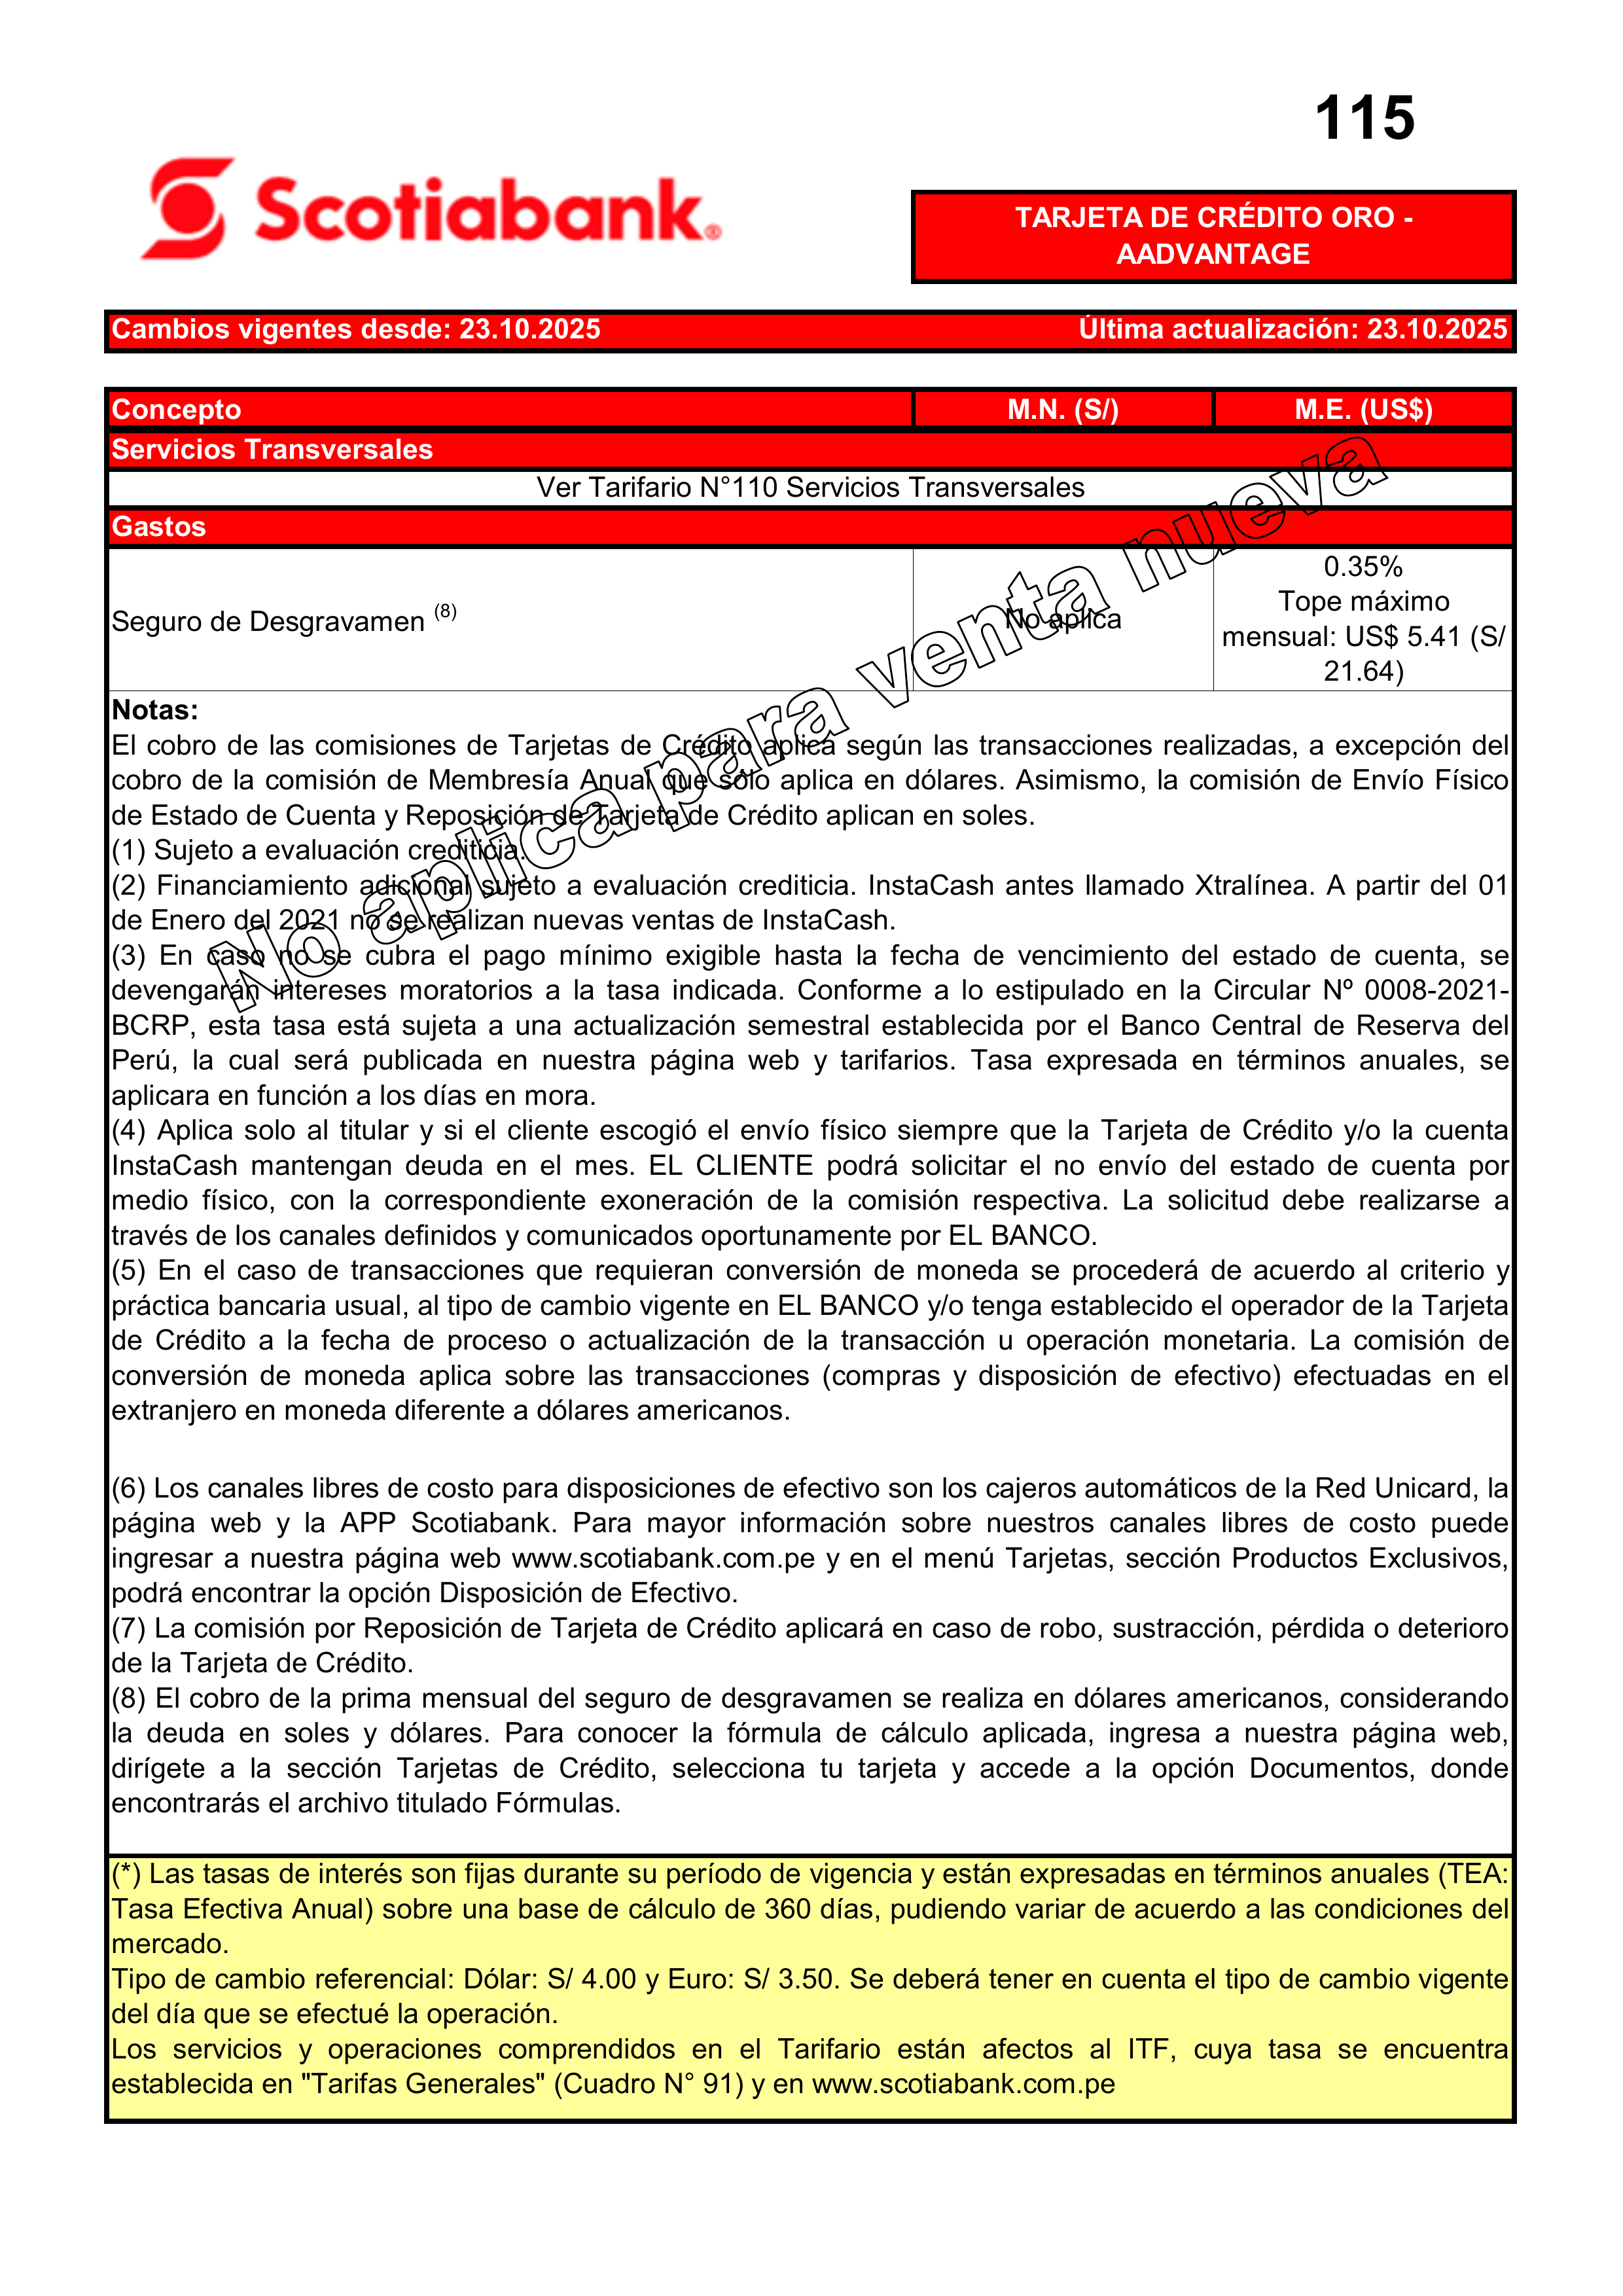 115
Scotiabank®
TARJETA DE CRÉDITO ORO -
AADVANTAGE
Cambios vigentes desde: 23.10.2025 Última actualización: 23.10.2025
Concepto M.N. (S/) M.E. (US$)
Servicios Transversales
Ver Tarifario N°110 Servicios Transversales
Gastos
Seguro de Desgravamen (8)
No aplica
0.35%
Tope máximo
mensual: US$ 5.41 (S/
21.64)
No aplica para venta nueva
Notas:
El cobro de las comisiones de Tarjetas de Crédito aplica según las transacciones realizadas, a excepción del
cobro de la comisión de Membresía Anual que sólo aplica en dólares. Asimismo, la comisión de Envío Físico
de Estado de Cuenta y Reposición de Tarjeta de Crédito aplican en soles.
(1) Sujeto a evaluación crediticia.
(2) Financiamiento adicional sujeto a evaluación crediticia. InstaCash antes llamado Xtralínea. A partir del 01
de Enero del 2021 no se realizan nuevas ventas de InstaCash.
(3) En caso no se cubra el pago mínimo exigible hasta la fecha de vencimiento del estado de cuenta, se
devengarán intereses moratorios a la tasa indicada. Conforme a lo estipulado en la Circular Nº 0008-2021-
BCRP, esta tasa está sujeta a una actualización semestral establecida por el Banco Central de Reserva del
Perú, la cual será publicada en nuestra página web y tarifarios. Tasa expresada en términos anuales, se
aplicara en función a los días en mora.
(4) Aplica solo al titular y si el cliente escogió el envío físico siempre que la Tarjeta de Crédito y/o la cuenta
InstaCash mantengan deuda en el mes. EL CLIENTE podrá solicitar el no envío del estado de cuenta por
medio físico, con la correspondiente exoneración de la comisión respectiva. La solicitud debe realizarse a
través de los canales definidos y comunicados oportunamente por EL BANCO.
(5) En el caso de transacciones que requieran conversión de moneda se procederá de acuerdo al criterio y
práctica bancaria usual, al tipo de cambio vigente en EL BANCO y/o tenga establecido el operador de la Tarjeta
de Crédito a la fecha de proceso o actualización de la transacción u operación monetaria. La comisión de
conversión de moneda aplica sobre las transacciones (compras y disposición de efectivo) efectuadas en el
extranjero en moneda diferente a dólares americanos.
(6) Los canales libres de costo para disposiciones de efectivo son los cajeros automáticos de la Red Unicard, la
página web y la APP Scotiabank. Para mayor información sobre nuestros canales libres de costo puede
ingresar a nuestra página web www.scotiabank.com.pe y en el menú Tarjetas, sección Productos Exclusivos,
podrá encontrar la opción Disposición de Efectivo.
(7) La comisión por Reposición de Tarjeta de Crédito aplicará en caso de robo, sustracción, pérdida o deterioro
de la Tarjeta de Crédito.
(8) El cobro de la prima mensual del seguro de desgravamen se realiza en dólares americanos, considerando
la deuda en soles y dólares. Para conocer la fórmula de cálculo aplicada, ingresa a nuestra página web,
dirígete a la sección Tarjetas de Crédito, selecciona tu tarjeta y accede a la opción Documentos, donde
encontrarás el archivo titulado Fórmulas.
(*) Las tasas de interés son fijas durante su período de vigencia y están expresadas en términos anuales (TEA:
Tasa Efectiva Anual) sobre una base de cálculo de 360 días, pudiendo variar de acuerdo a las condiciones del
mercado.
Tipo de cambio referencial: Dólar: S/ 4.00 y Euro: S/ 3.50. Se deberá tener en cuenta el tipo de cambio vigente
del día que se efectué la operación.
Los servicios y operaciones comprendidos en el Tarifario están afectos al ITF, cuya tasa se encuentra
establecida en "Tarifas Generales" (Cuadro N° 91) y en www.scotiabank.com.pe